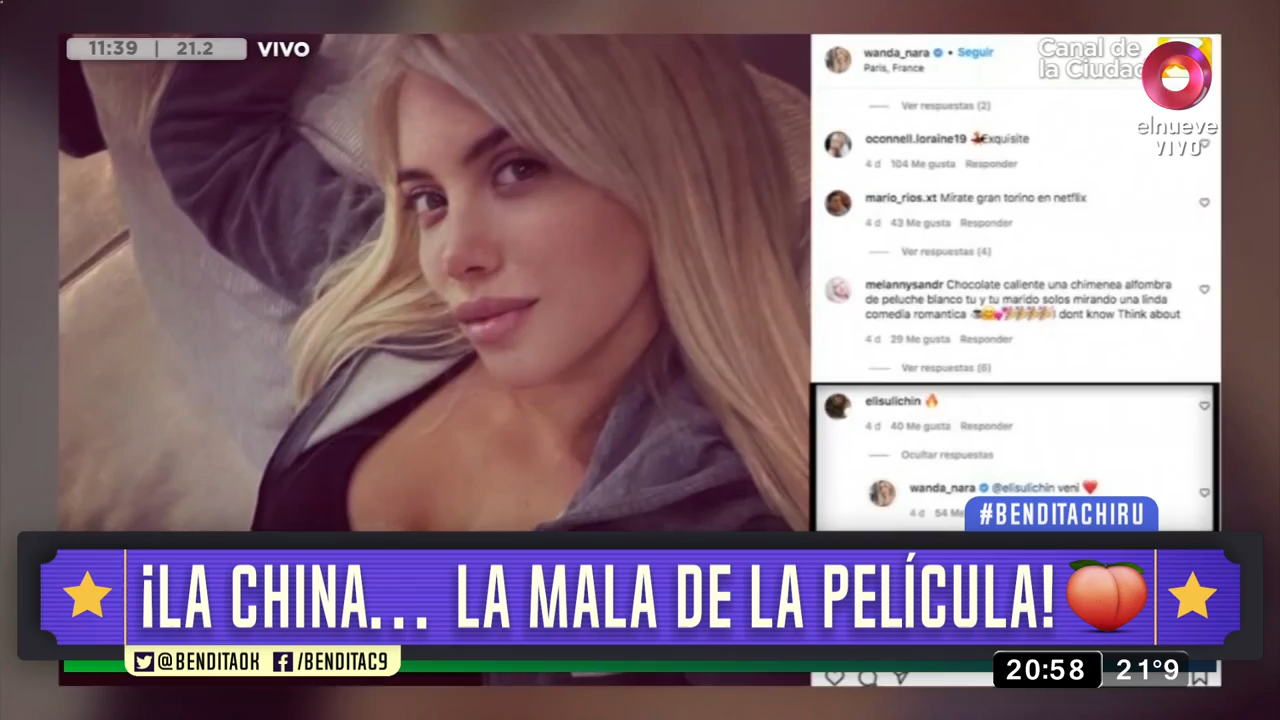 11:39 | 21.2 VIVO
wanda_nara • Seguir
Paris, France
Canal de
la Ciudad
elnueve
VIVO
Ver respuestas (2)
oconnell.loraine19 Exquisite
4 d 104 Me gusta Responder
mario_rios.xt Mírate gran torino en netflix
4 d 43 Me gusta Responder
Ver respuestas (4)
melannysandr Chocolate caliente una chimenea alfombra
de peluche blanco tu y tu marido solos mirando una linda
comedia romantica I dont know Think about
4 d 29 Me gusta Responder
Ver respuestas (6)
elisulichin 🔥
4 d 40 Me gusta Responder
Ocultar respuestas
wanda_nara @elisulichin veni ❤️
4 d 54 Me
#BENDITACHIRU
¡LA CHINA... LA MALA DE LA PELÍCULA! 🍑
@BENDITAOK /BENDITAC9
20:58 21°9